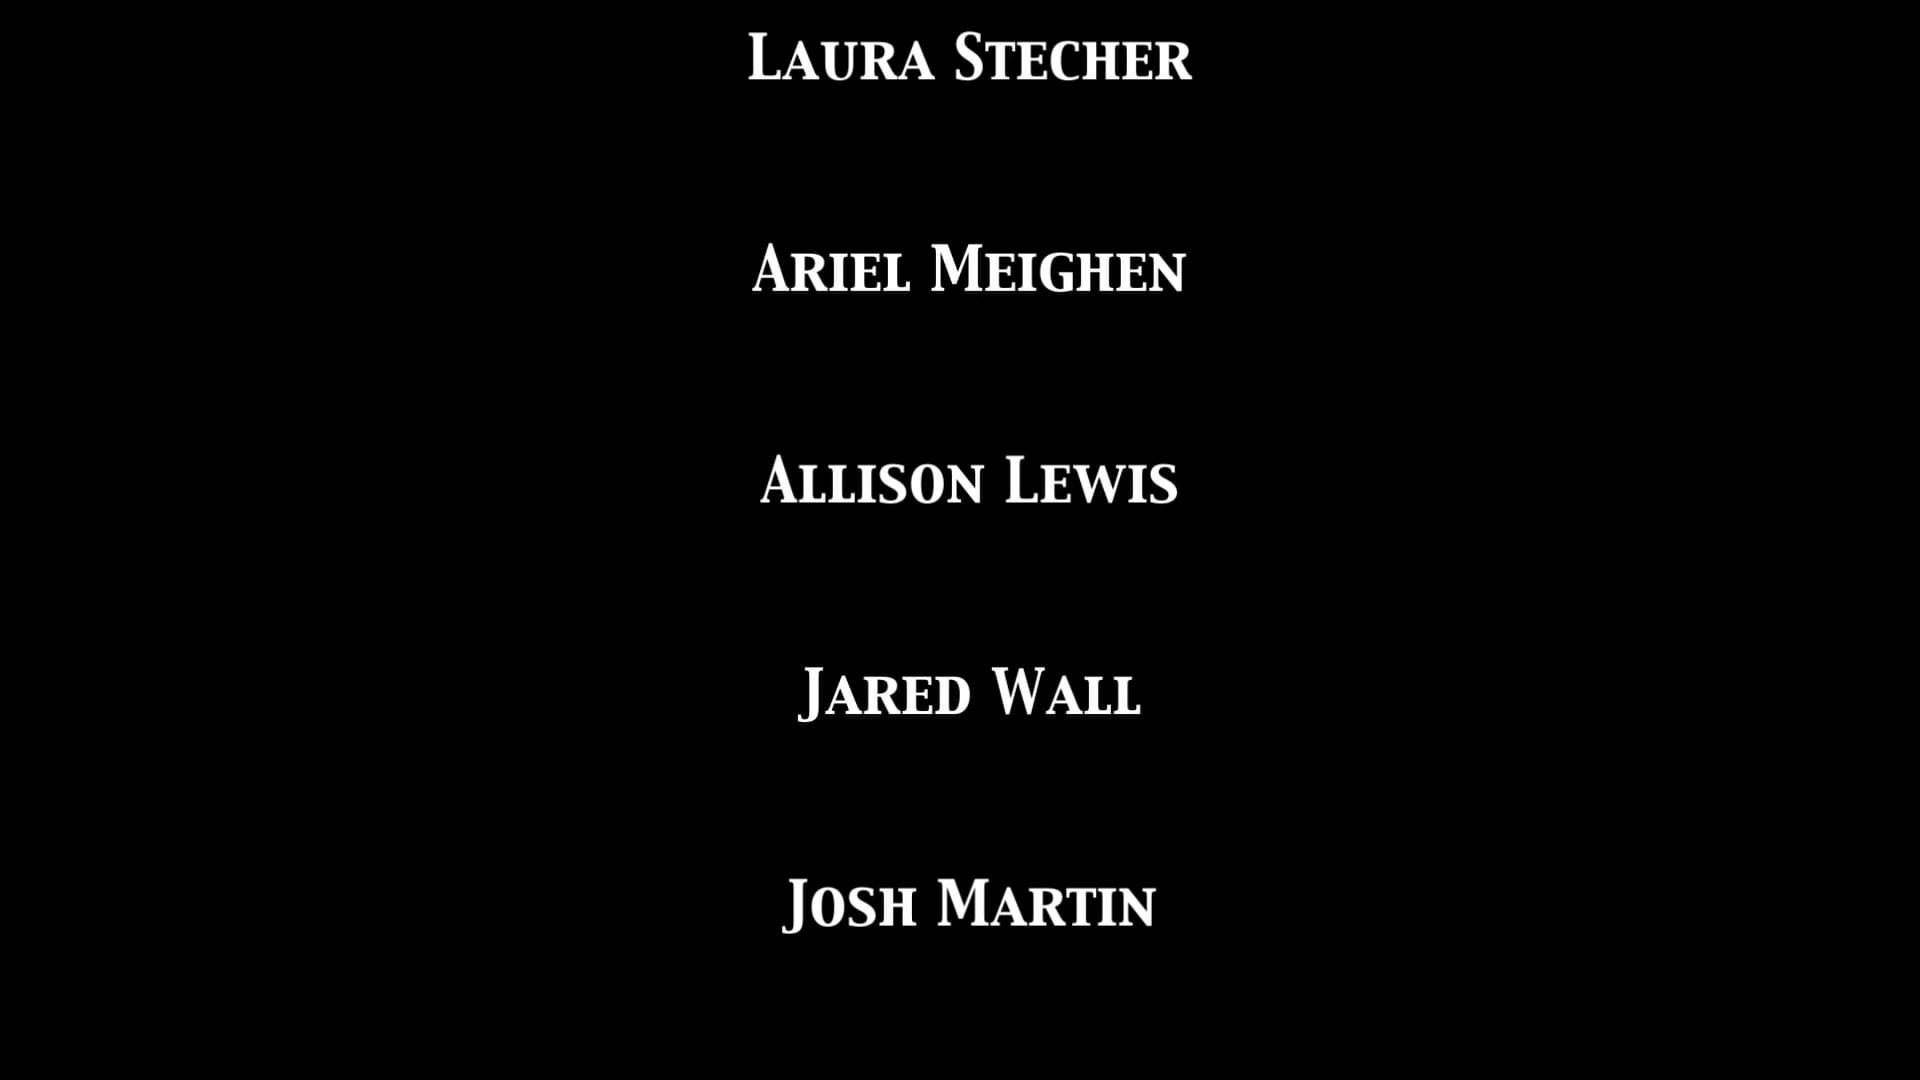 Laura Stecher
Ariel Meighen
Allison Lewis
Jared Wall
Josh Martin